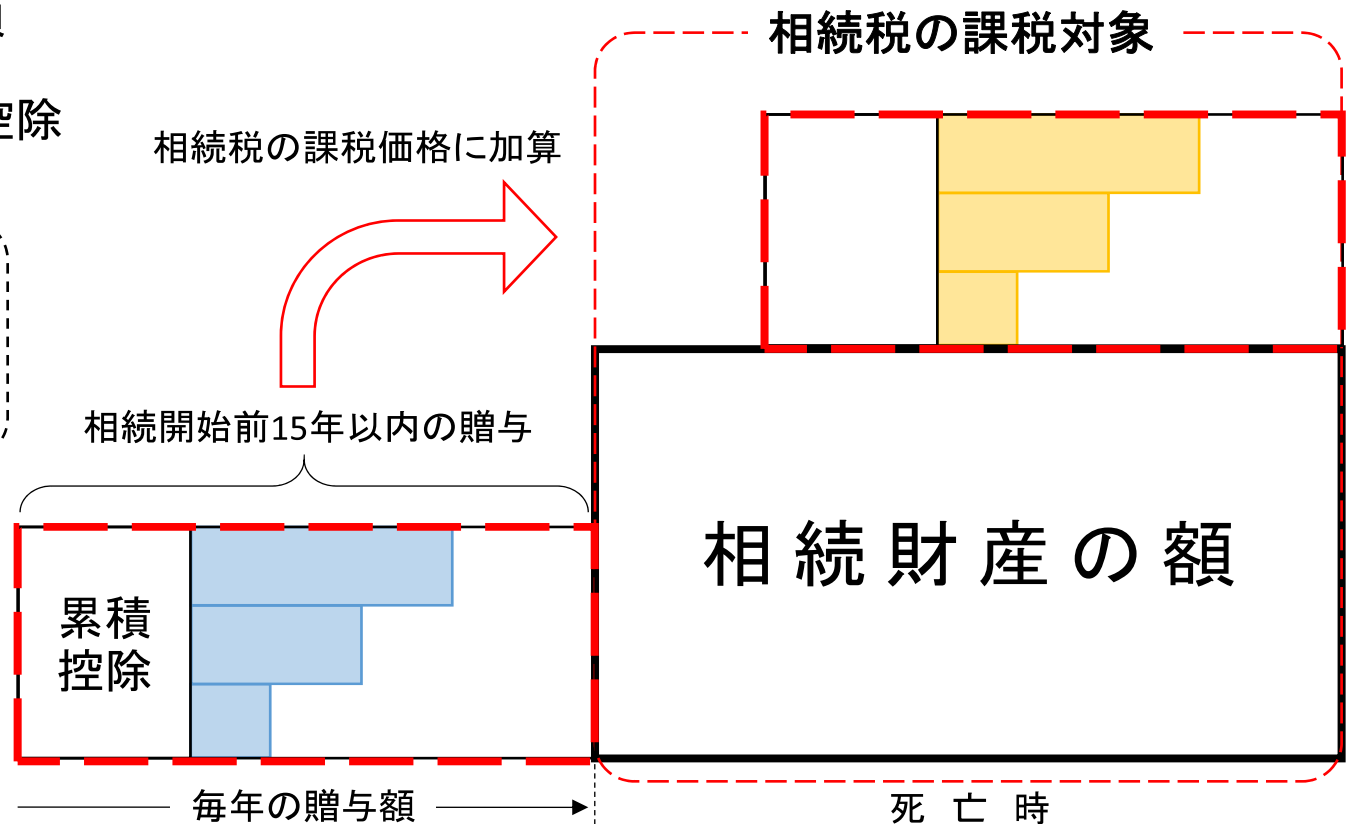 相続税の課税対象
控除
相続税の課税価格に加算
相続開始前15年以内の贈与
累積
控除
相続財産の額
毎年の贈与額
死亡時